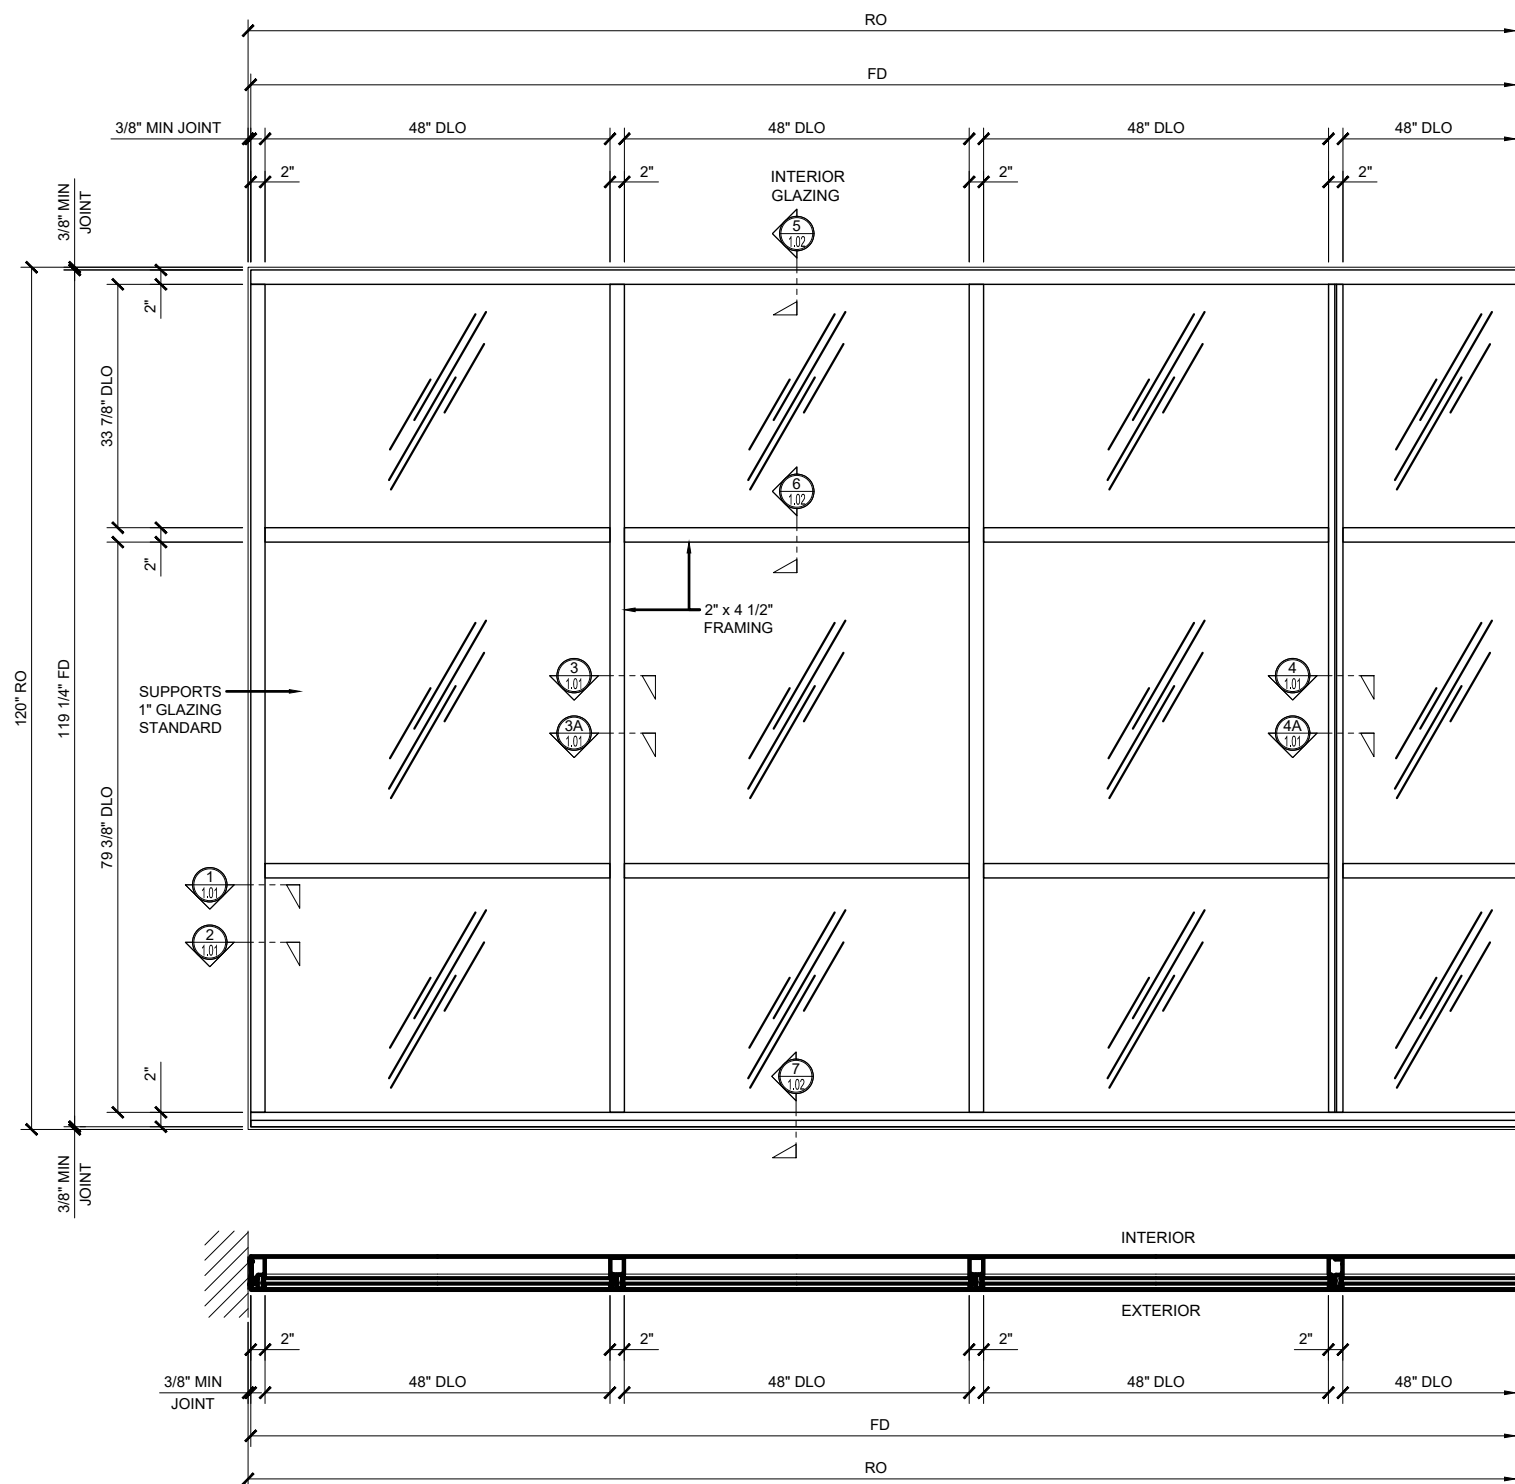 RO
FD
3/8" MIN JOINT
48" DLO
48" DLO
48" DLO
48" DLO
2"
2"
2"
2"
INTERIOR
GLAZING
5
1.02
3/8" MIN
JOINT
2"
33 7/8" DLO
6
1.02
2"
2" x 4 1/2"
FRAMING
120" RO
119 1/4" FD
SUPPORTS
1" GLAZING
STANDARD
3
1.01
3A
1.01
4
1.01
4A
1.01
79 3/8" DLO
1
1.01
2
1.01
2"
7
1.02
3/8" MIN
JOINT
INTERIOR
EXTERIOR
2"
2"
2"
2"
3/8" MIN
JOINT
48" DLO
48" DLO
48" DLO
48" DLO
FD
RO